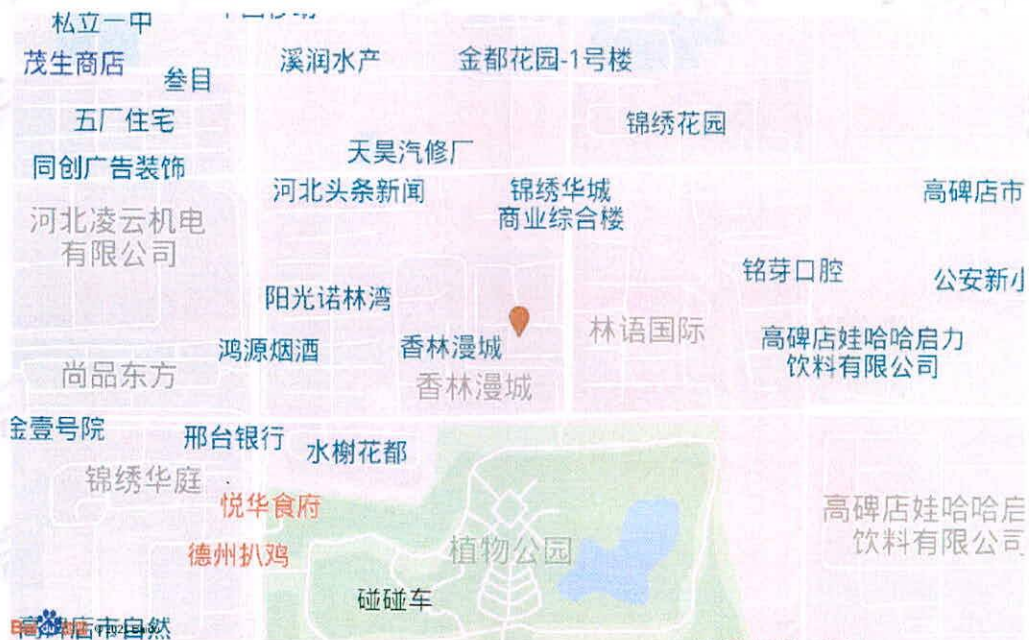 私立一中
茂生商店
叁目
溪润水产
金都花园-1号楼
五厂住宅
锦绣花园
同创广告装饰
天昊汽修厂
河北头条新闻
锦绣华城
商业综合楼
高碑店市
河北凌云机电
有限公司
铭芽口腔
公安新小
阳光诺林湾
林语国际
高碑店娃哈哈启力
饮料有限公司
鸿源烟酒
香林漫城
香林漫城
尚品东方
金壹号院
邢台银行
水榭花都
锦绣华庭
悦华食府
高碑店娃哈哈启
饮料有限公司
德州扒鸡
植物公园
碰碰车
店市自然